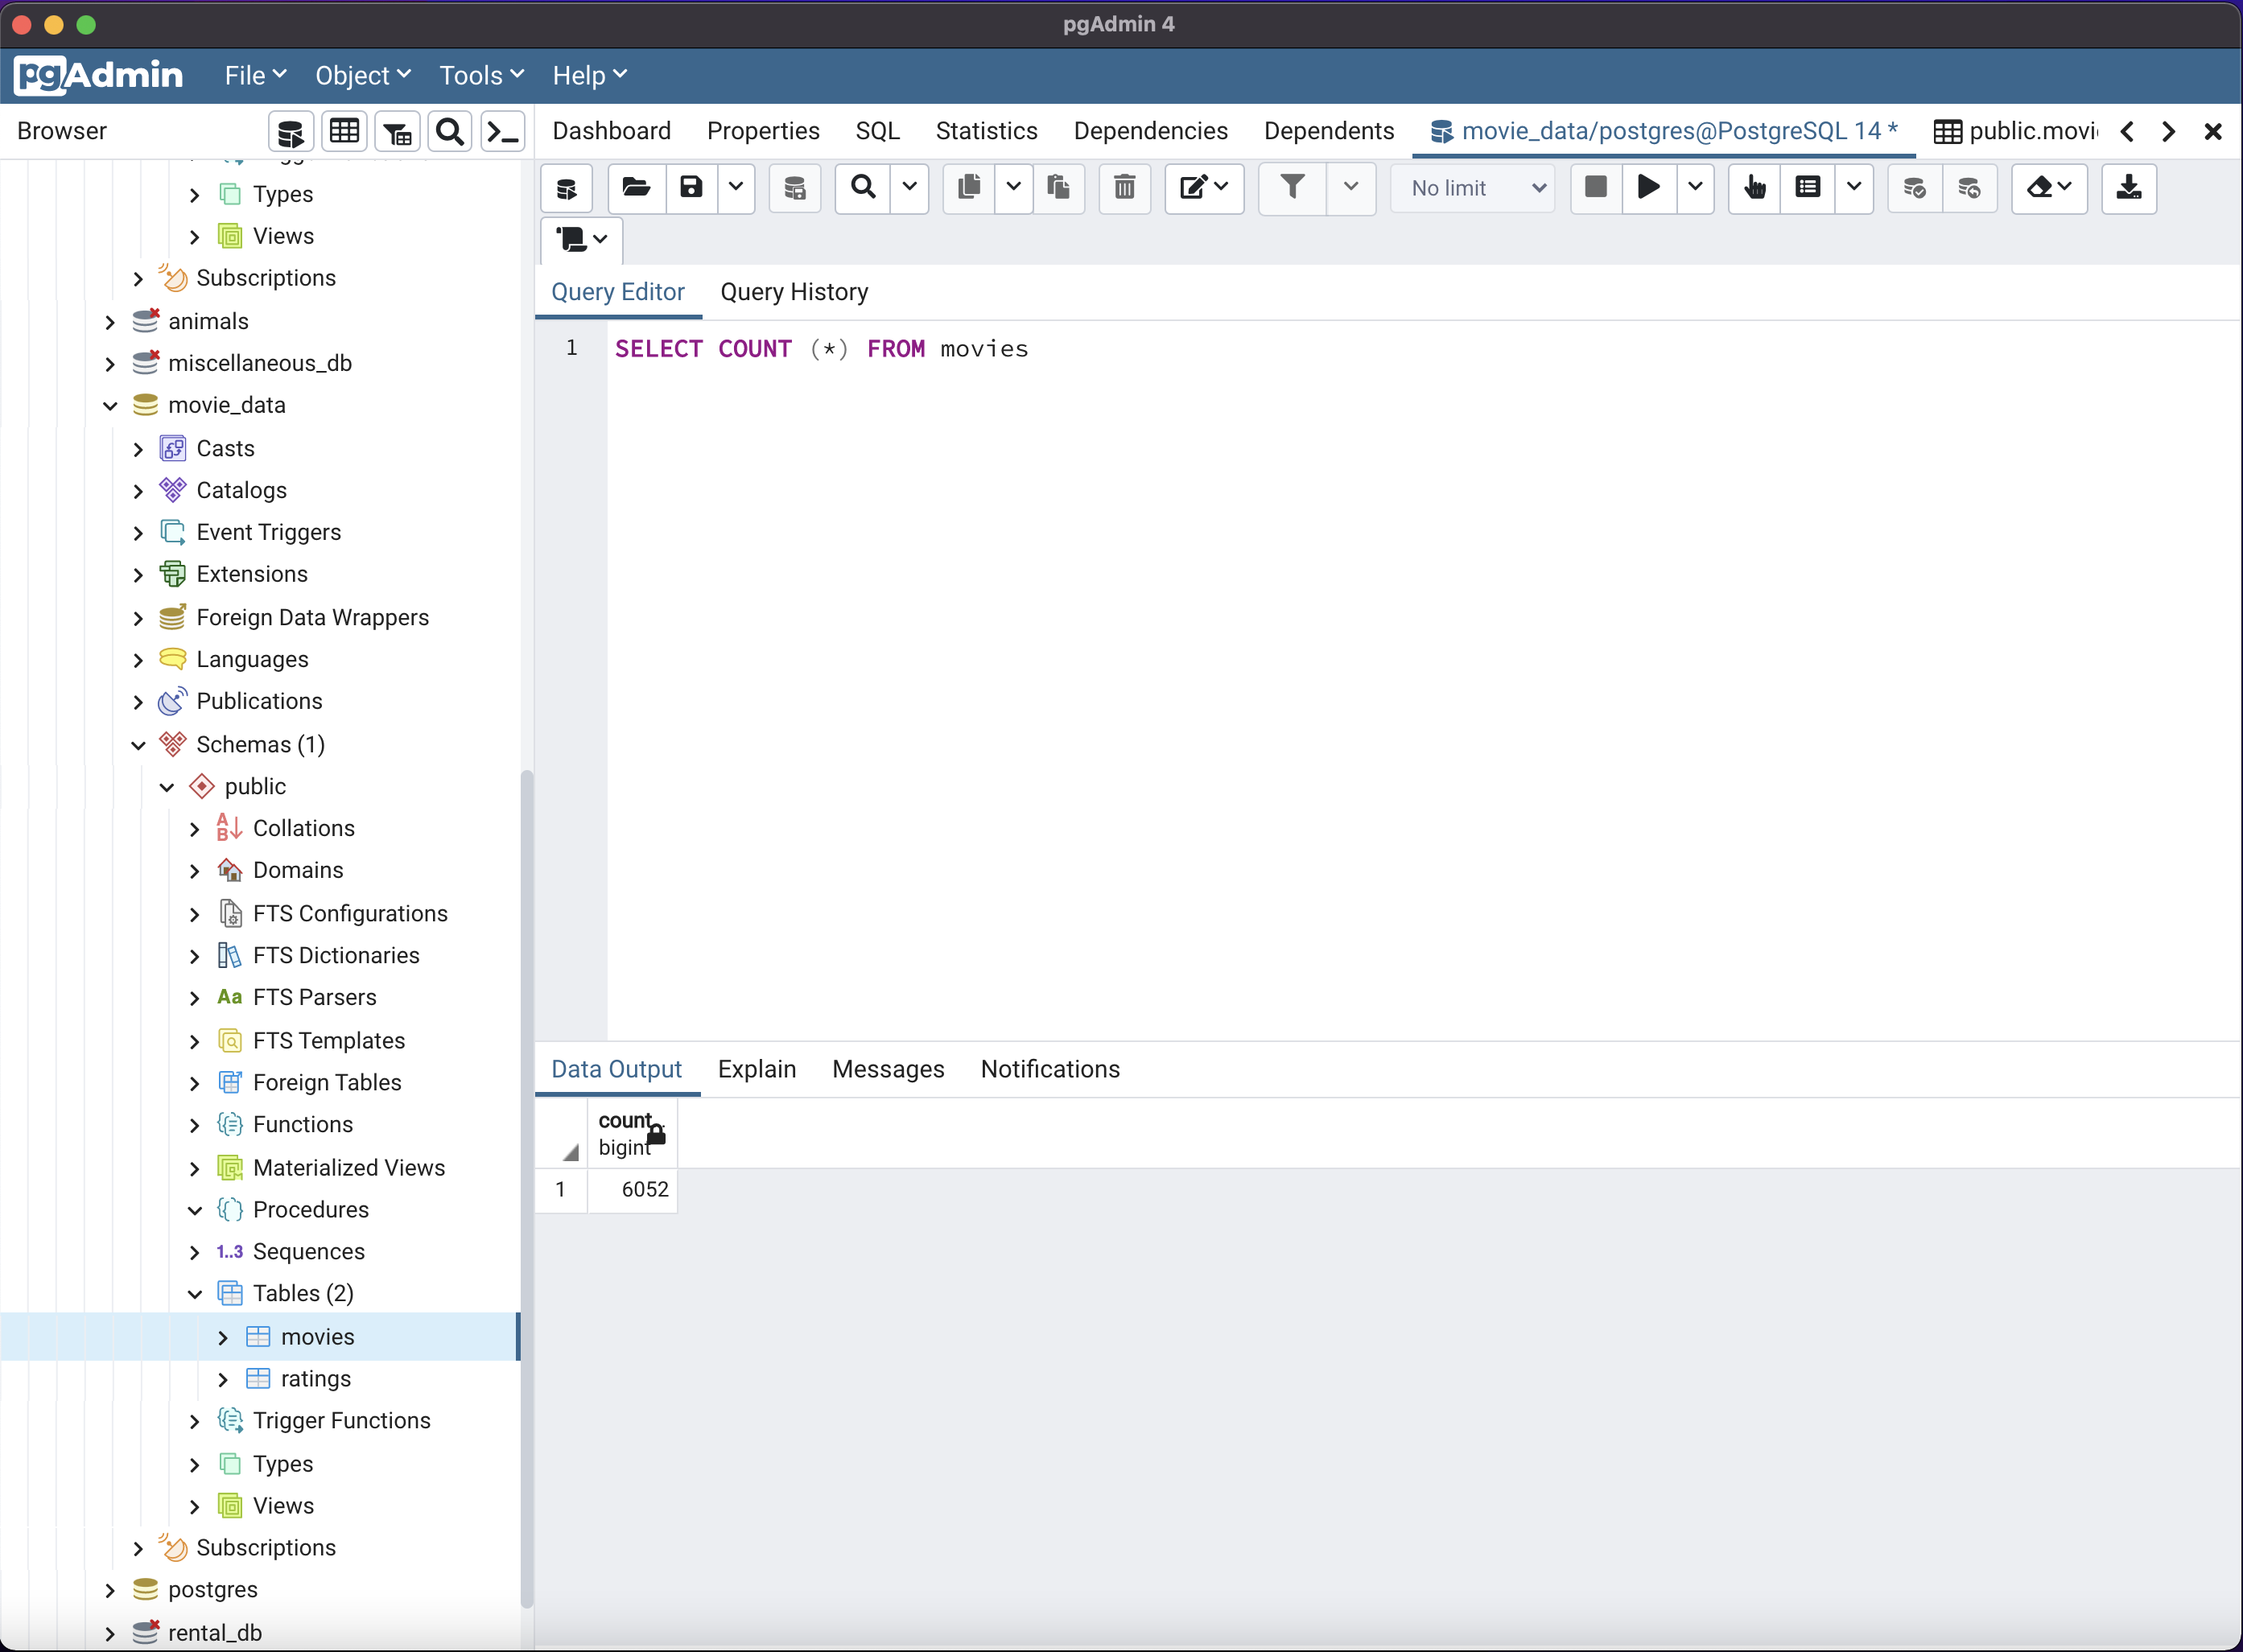 pgAdmin 4
pgAdmin File Object Tools Help
Browser
Dashboard Properties SQL Statistics Dependencies Dependents movie_data/postgres@PostgreSQL 14 * public.movi
Types
Views
Subscriptions
animals
miscellaneous_db
movie_data
Casts
Catalogs
Event Triggers
Extensions
Foreign Data Wrappers
Languages
Publications
Schemas (1)
public
Collations
Domains
FTS Configurations
FTS Dictionaries
Aa FTS Parsers
FTS Templates
Foreign Tables
Functions
Materialized Views
Procedures
1..3 Sequences
Tables (2)
movies
ratings
Trigger Functions
Types
Views
Subscriptions
postgres
rental_db
No limit
Query Editor Query History
1 SELECT COUNT (*) FROM movies
Data Output Explain Messages Notifications
count
bigint
1 6052